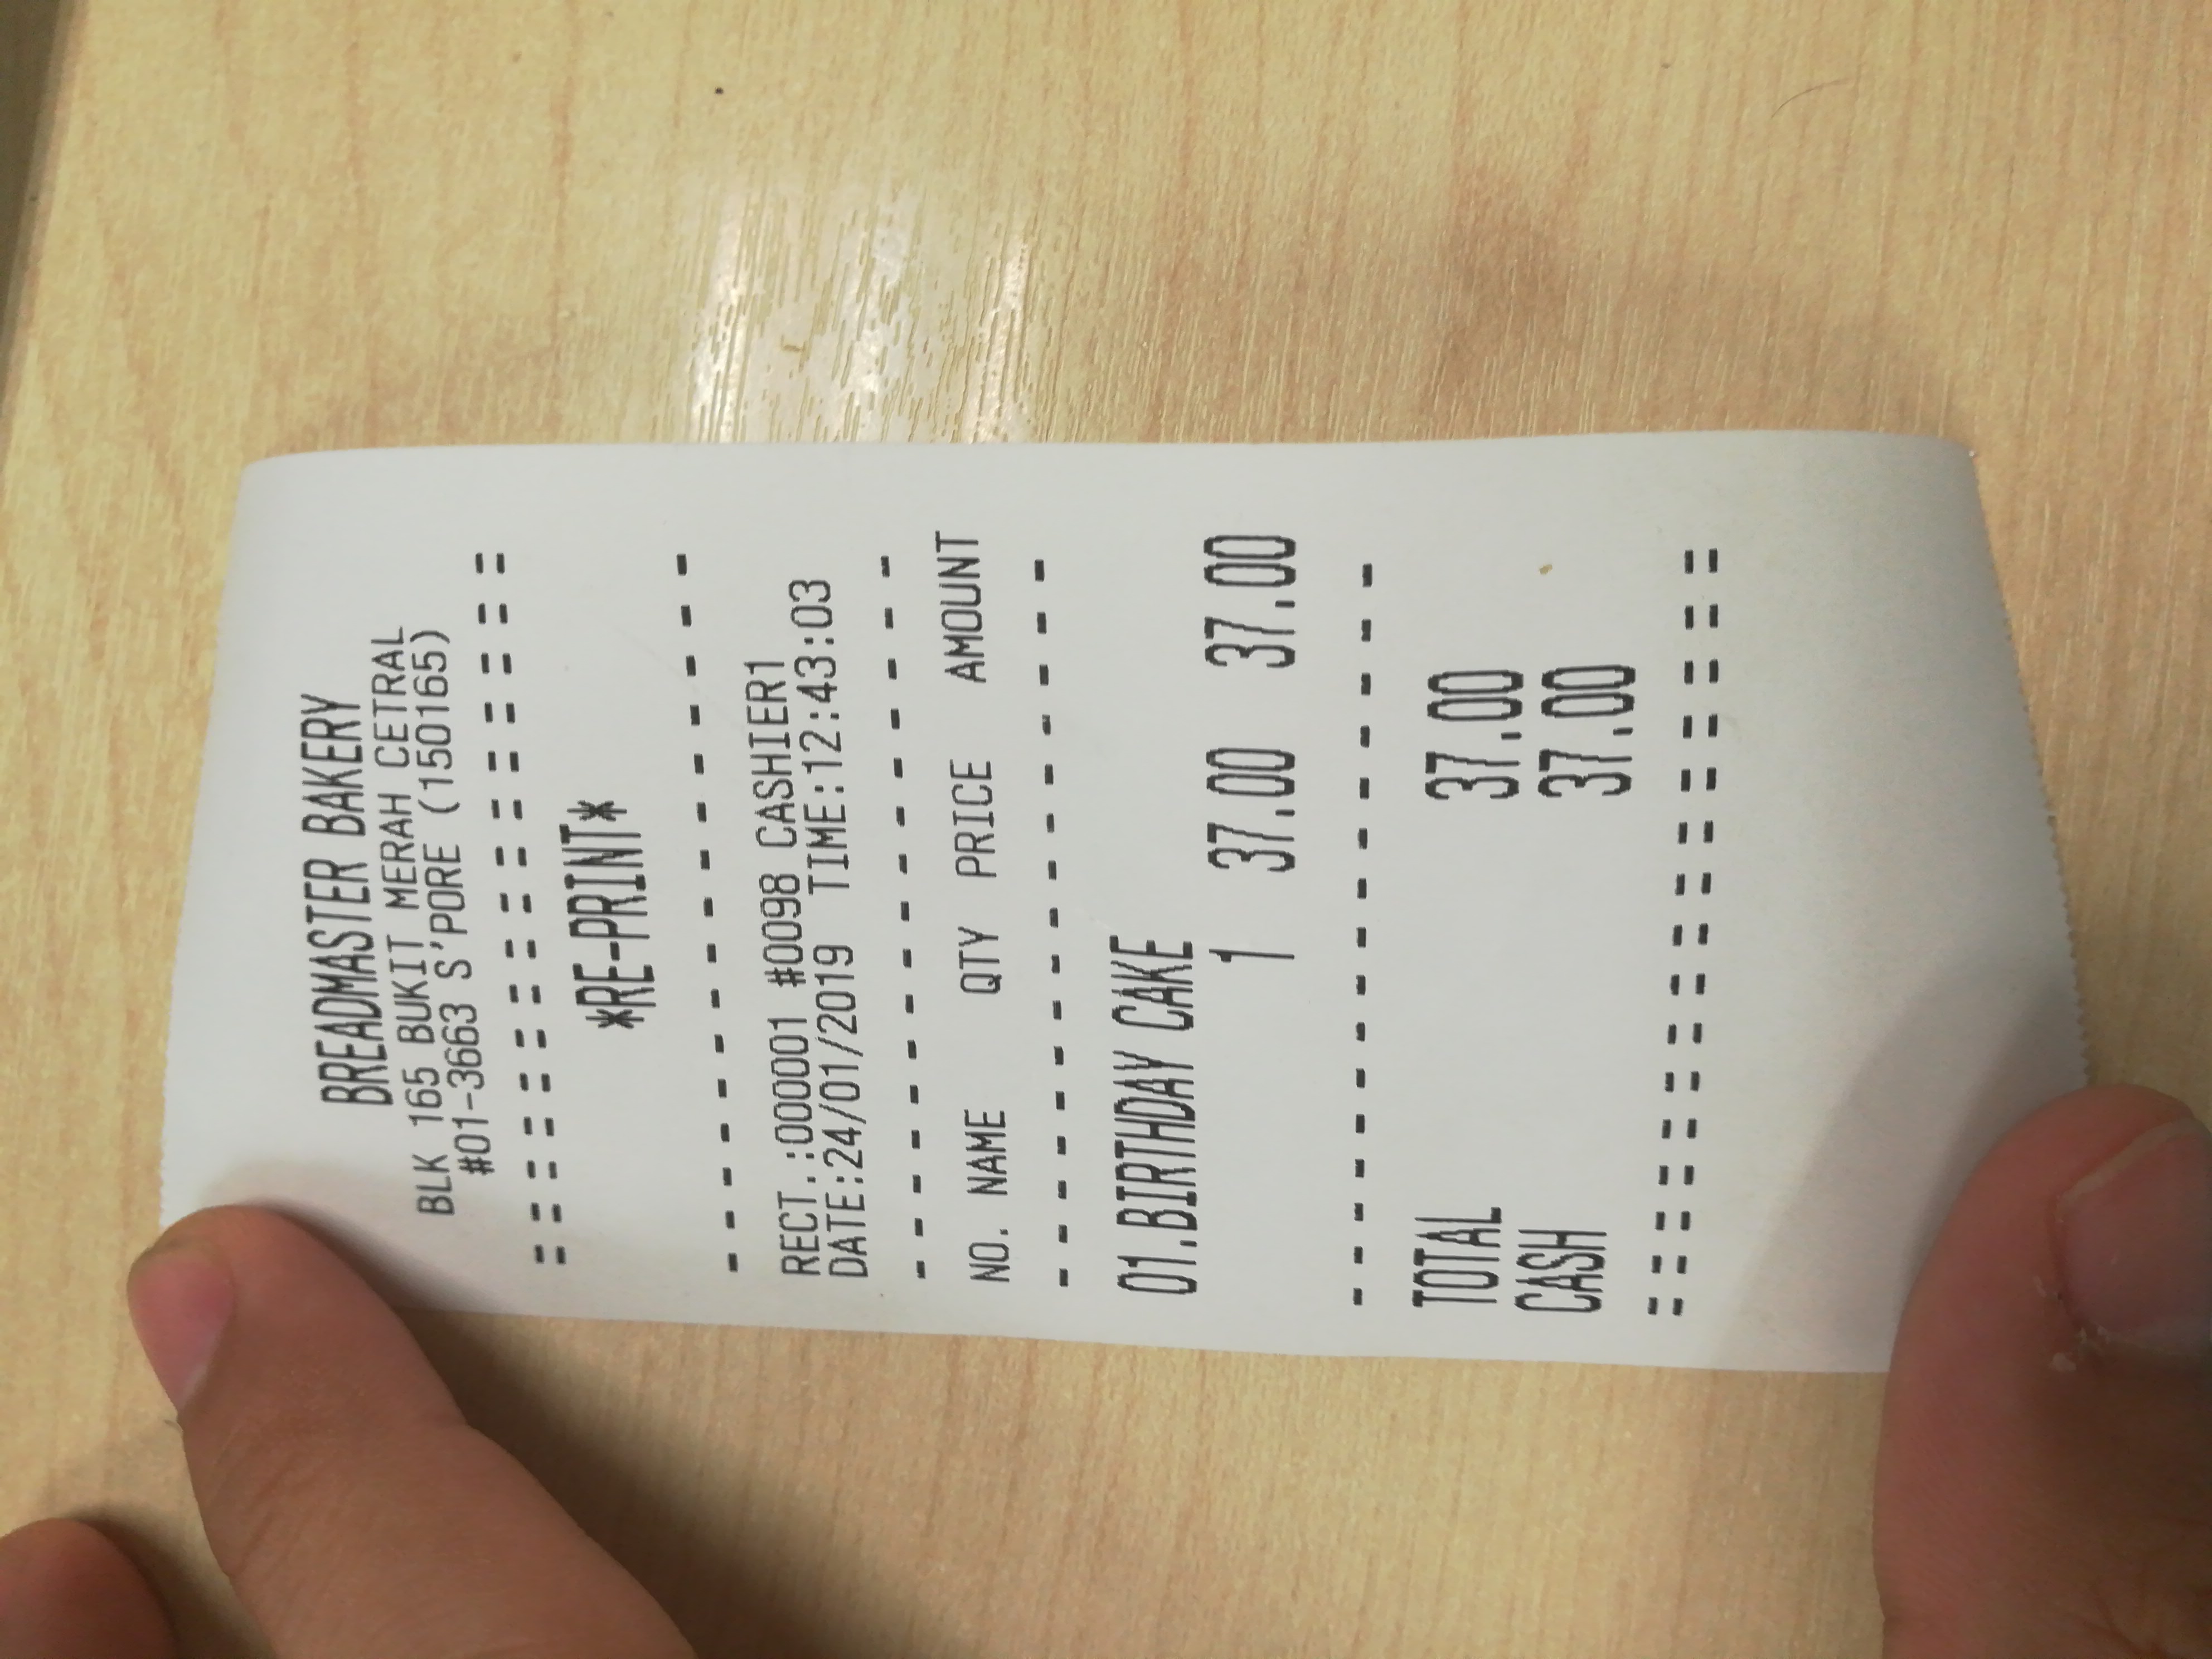 BREADMASTER BAKERY
BLK 165 BUKIT MERAH CETRAL
#01-3663 S'PORE (150165)
==================
*RE-PRINT*
- - - - - - - - - - - - - - -
RECT.:000001 #0098 CASHIER1
DATE:24/01/2019 TIME:12:43:03
- - - - - - - - - - - - - - -
NO. NAME QTY PRICE AMOUNT
- - - - - - - - - - - - - - -
01.BIRTHDAY CAKE
1 37.00 37.00
- - - - - - - - - - - - - - -
TOTAL 37.00
CASH 37.00
==================